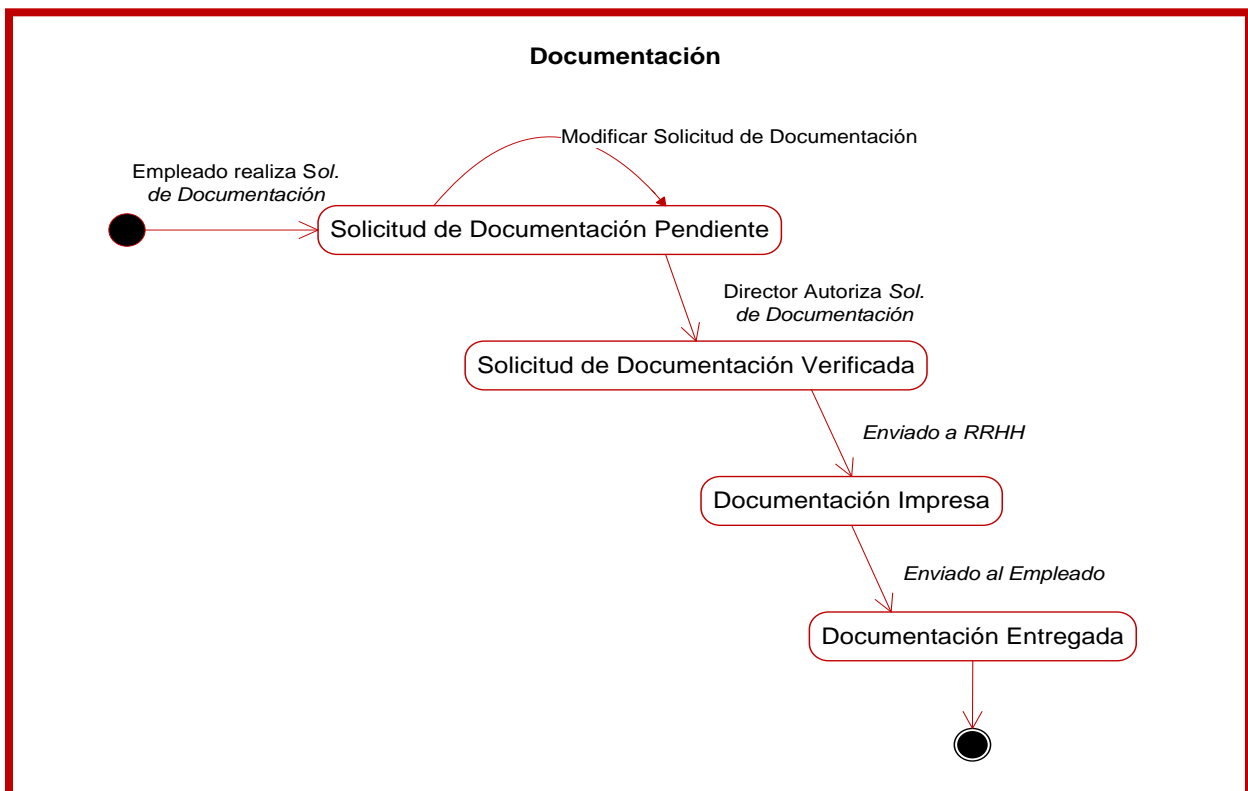 Documentación
Modificar Solicitud de Documentación
Empleado realiza Sol.
de Documentación
Solicitud de Documentación Pendiente
Director Autoriza Sol.
de Documentación
Solicitud de Documentación Verificada
Enviado a RRHH
Documentación Impresa
Enviado al Empleado
Documentación Entregada